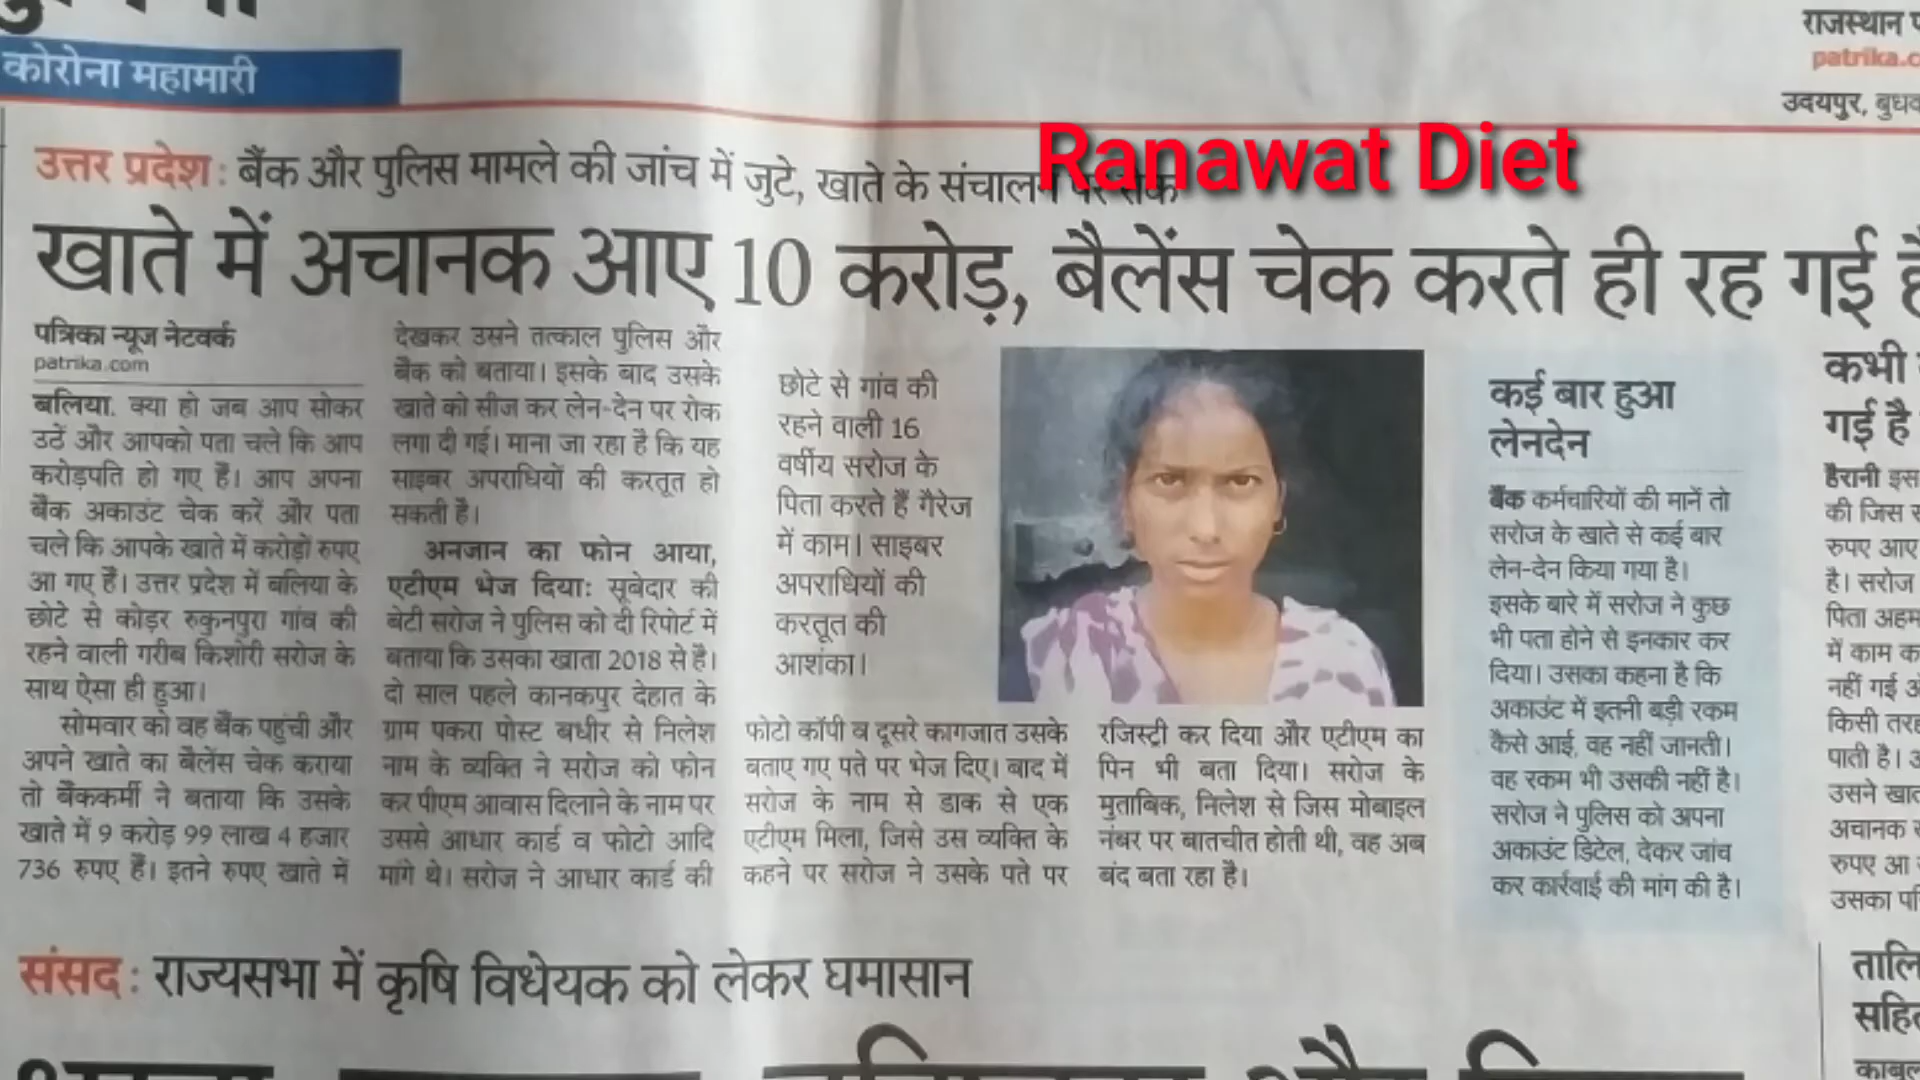 कोरोना महामारी
राजस्थान
patrika.c
उदयपुर,
Ranawat Diet
उत्तर प्रदेश: बैंक और पुलिस मामले की जांच में जुटे, खाते के संचालन
खाते में अचानक आए 10 करोड़, बैलेंस चेक करते ही रह गई
पत्रिका न्यूज नेटवर्क
patrika.com
बलिया. क्या हो जब आप सोकर
उठें और आपको पता चले कि आप
करोड़पति हो गए हैं। आप अपना
बैंक अकाउंट चेक करें और पता
चले कि आपके खाते में करोड़ों रुपए
आ गए हैं। उत्तर प्रदेश में बलिया के
छोटे से कोड़र रुकुनपुरा गांव की
रहने वाली गरीब किशोरी सरोज के
साथ ऐसा ही हुआ।
सोमवार को वह बैंक पहुंची और
अपने खाते का बैलेंस चेक कराया
तो बैंककर्मी ने बताया कि उसके
खाते में 9 करोड़ 99 लाख 4 हजार
736 रुपए हैं। इतने रुपए खाते में
देखकर उसने तत्काल पुलिस और
बैंक को बताया। इसके बाद उसके
खाते को सीज कर लेन-देन पर रोक
लगा दी गई। माना जा रहा है कि यह
साइबर अपराधियों की करतूत हो
सकती है।
अनजान का फोन आया,
एटीएम भेज दिया: सूबेदार की
बेटी सरोज ने पुलिस को दी रिपोर्ट में
बताया कि उसका खाता 2018 से है।
दो साल पहले कानकपुर देहात के
ग्राम पकरा पोस्ट बधीर से निलेश
नाम के व्यक्ति ने सरोज को फोन
कर पीएम आवास दिलाने के नाम पर
उससे आधार कार्ड व फोटो आदि
मांगे थे। सरोज ने आधार कार्ड की
छोटे से गांव की
रहने वाली 16
वर्षीय सरोज के
पिता करते हैं गैरेज
में काम। साइबर
अपराधियों की
करतूत की
आशंका।
फोटो कॉपी व दूसरे कागजात उसके
बताए गए पते पर भेज दिए। बाद में
सरोज के नाम से डाक से एक
एटीएम मिला, जिसे उस व्यक्ति के
कहने पर सरोज ने उसके पते पर
रजिस्ट्री कर दिया और एटीएम का
पिन भी बता दिया। सरोज के
मुताबिक, निलेश से जिस मोबाइल
नंबर पर बातचीत होती थी, वह अब
बंद बता रहा है।
कई बार हुआ
लेनदेन
बैंक कर्मचारियों की मानें तो
सरोज के खाते से कई बार
लेन-देन किया गया है।
इसके बारे में सरोज ने कुछ
भी पता होने से इनकार कर
दिया। उसका कहना है कि
अकाउंट में इतनी बड़ी रकम
कैसे आई, वह नहीं जानती।
वह रकम भी उसकी नहीं है।
सरोज ने पुलिस को अपना
अकाउंट डिटेल, देकर जांच
कर कार्रवाई की मांग की है।
कभी
गई है
हैरानी इस
की जिस
रुपए आए
है। सरोज
पिता
में काम
नहीं गई
किसी
पाती है।
उसने
अचानक
रुपए आ
उसका
संसद: राज्यसभा में कृषि विधेयक को लेकर घमासान